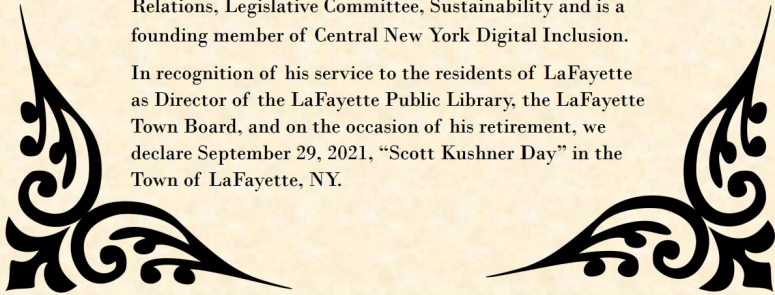 Relations, Legislative Committee, Sustainability and is a
founding member of Central New York Digital Inclusion.
In recognition of his service to the residents of LaFayette
as Director of the LaFayette Public Library, the LaFayette
Town Board, and on the occasion of his retirement, we
declare September 29, 2021, “Scott Kushner Day” in the
Town of LaFayette, NY.